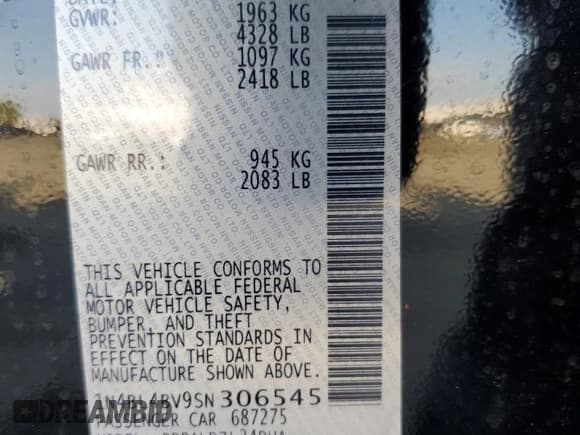 GVWR: 1963 KG
4328 LB
GAWR FR.: 1097 KG
2418 LB
GAWR RR.: 945 KG
2083 LB
THIS VEHICLE CONFORMS TO
ALL APPLICABLE FEDERAL
MOTOR VEHICLE SAFETY,
BUMPER, AND THEFT
PREVENTION STANDARDS IN
EFFECT ON THE DATE OF
MANUFACTURE SHOWN ABOVE.
1N4BL4BV9SN306545
PASSENGER CAR 687275
DREAMBID